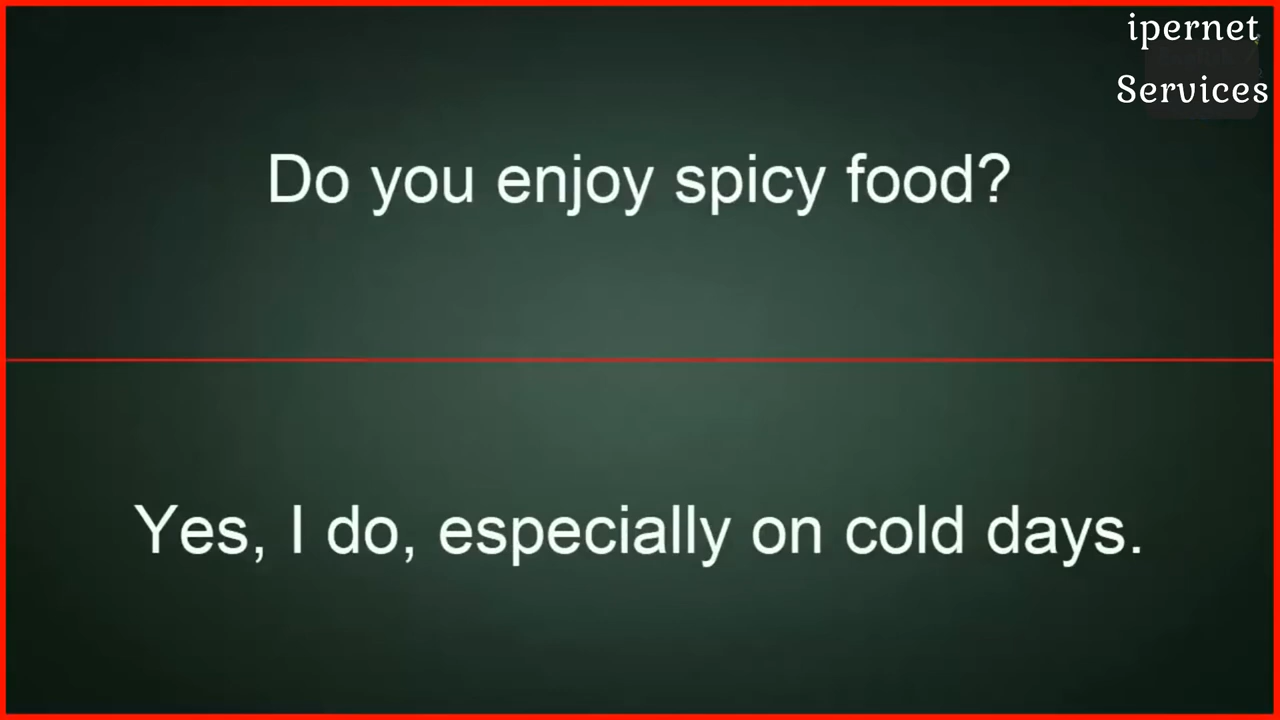 ipernet
Services
Do you enjoy spicy food?
Yes, I do, especially on cold days.